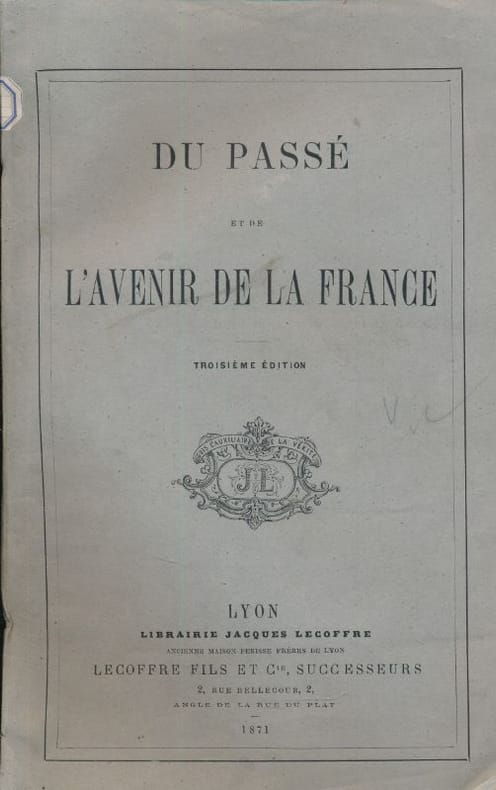 DU PASSÉ
ET DE
L'AVENIR DE LA FRANCE
TROISIÈME ÉDITION
L'AUXILIAIRE DE LA VÉRITÉ
JL
LYON
LIBRAIRIE JACQUES LECOFFRE
ANCIENNE MAISON PERISSE FRÈRES DE LYON
LECOFFRE FILS ET Cie, SUCCESSEURS
2, RUE BELLECOUR, 2,
ANGLE DE LA RUE DU PLAT
1871